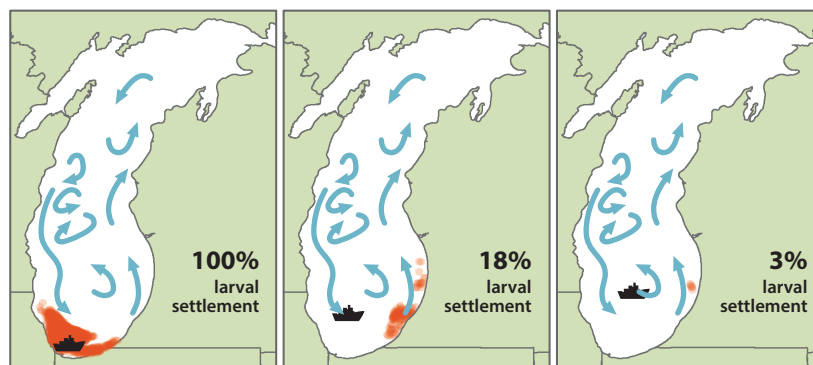 100%
larval
settlement
18%
larval
settlement
3%
larval
settlement